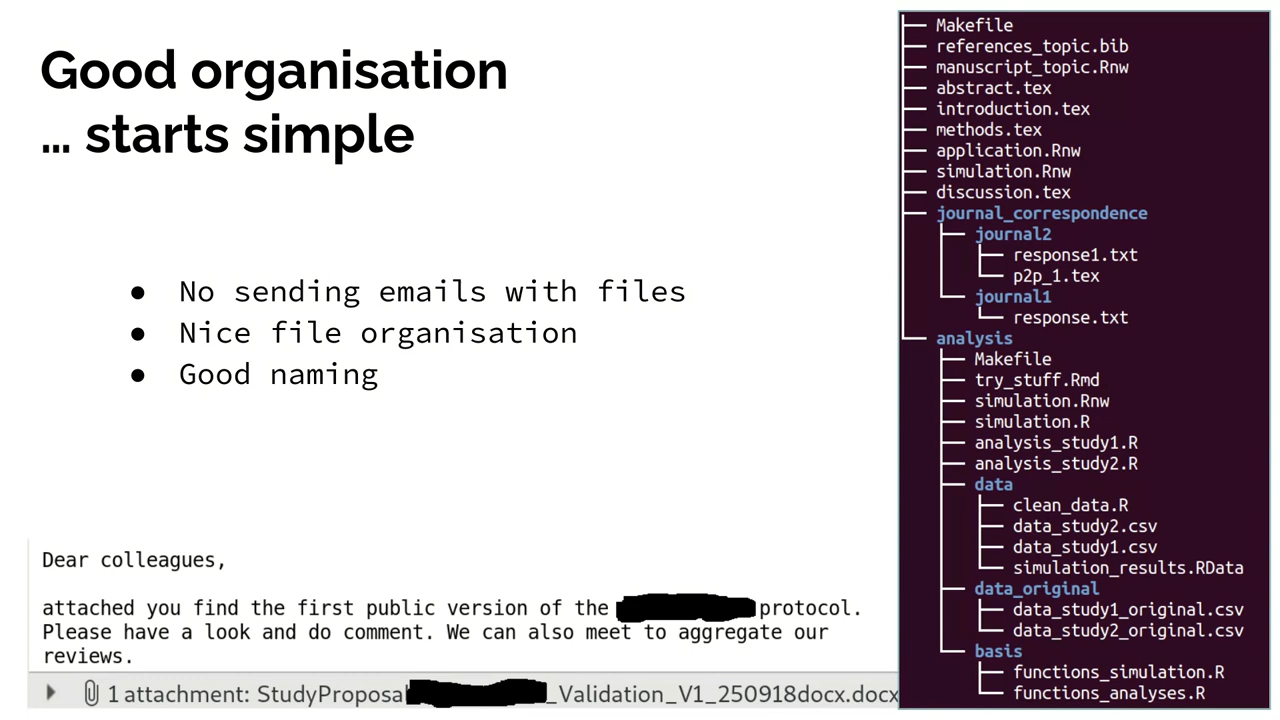 Good organisation
... starts simple
● No sending emails with files
● Nice file organisation
● Good naming
Dear colleagues,
attached you find the first public version of the protocol.
Please have a look and do comment. We can also meet to aggregate our
reviews.
1 attachment: StudyProposal _Validation_V1_250918docx.docx
Makefile
references_topic.bib
manuscript_topic.Rnw
abstract.tex
introduction.tex
methods.tex
application.Rnw
simulation.Rnw
discussion.tex
journal_correspondence
journal2
response1.txt
p2p_1.tex
journal1
response.txt
analysis
Makefile
try_stuff.Rmd
simulation.Rnw
simulation.R
analysis_study1.R
analysis_study2.R
data
clean_data.R
data_study2.csv
data_study1.csv
simulation_results.RData
data_original
data_study1_original.csv
data_study2_original.csv
basis
functions_simulation.R
functions_analyses.R